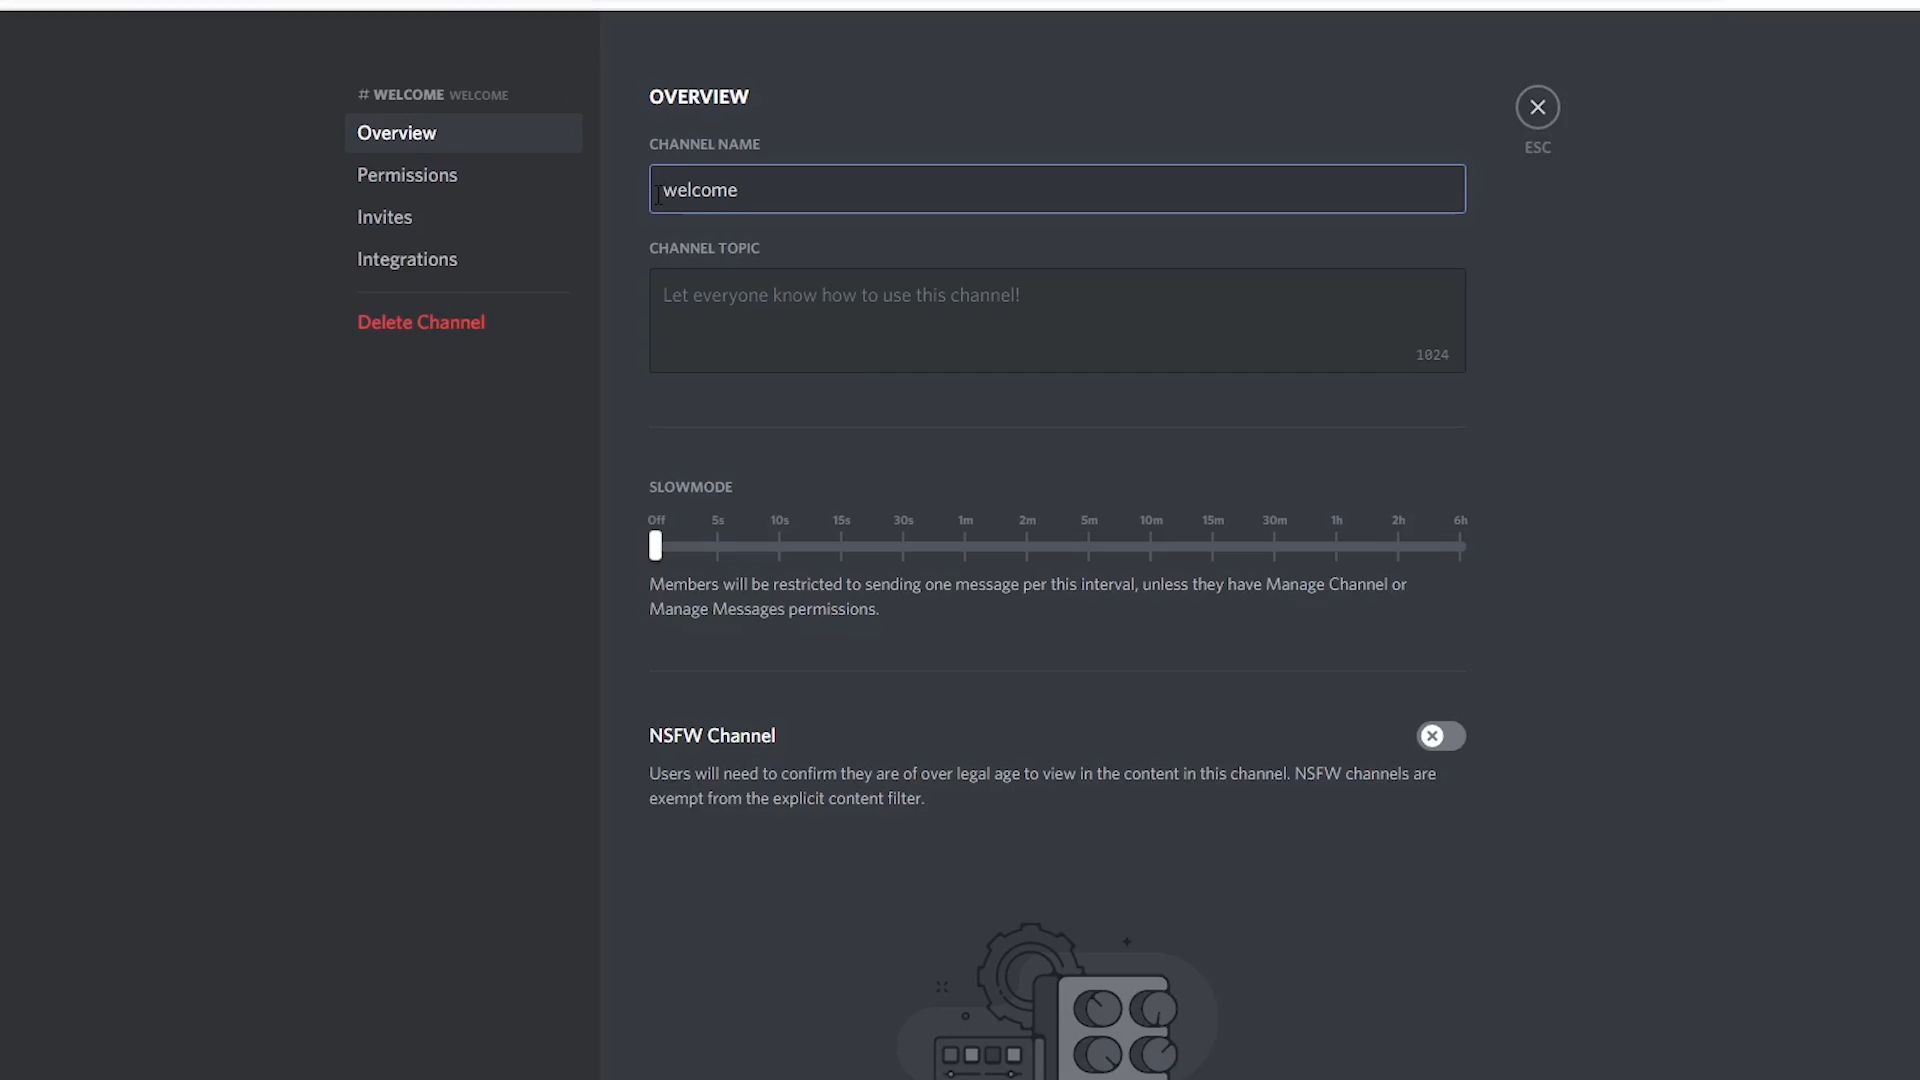 # WELCOME WELCOME
Overview
Permissions
Invites
Integrations
Delete Channel
OVERVIEW
CHANNEL NAME
welcome
CHANNEL TOPIC
Let everyone know how to use this channel!
1024
SLOWMODE
Off 5s 10s 15s 30s 1m 2m 5m 10m 15m 30m 1h 2h 6h
Members will be restricted to sending one message per this interval, unless they have Manage Channel or
Manage Messages permissions.
NSFW Channel
Users will need to confirm they are of over legal age to view in the content in this channel. NSFW channels are
exempt from the explicit content filter.
ESC